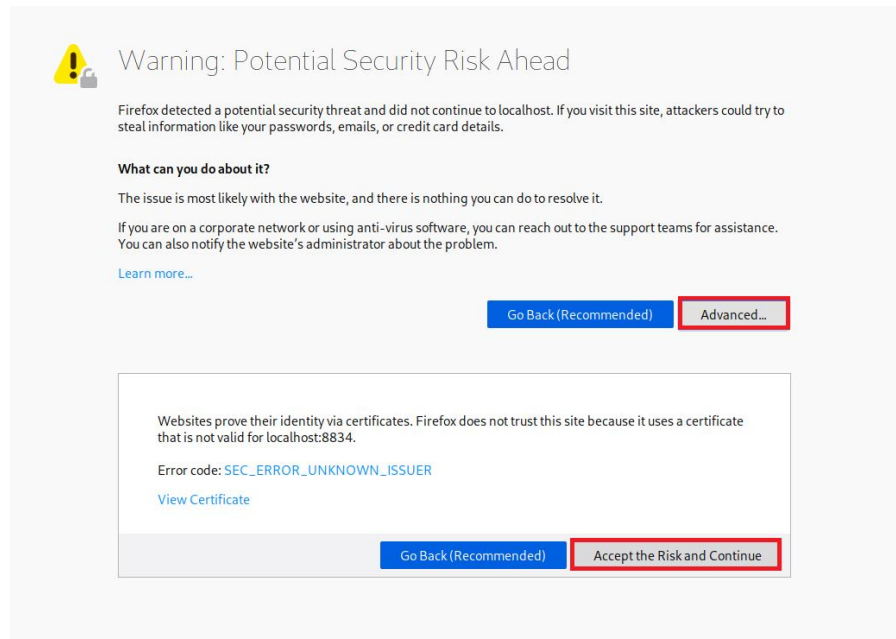 Warning: Potential Security Risk Ahead
Firefox detected a potential security threat and did not continue to localhost. If you visit this site, attackers could try to
steal information like your passwords, emails, or credit card details.
What can you do about it?
The issue is most likely with the website, and there is nothing you can do to resolve it.
If you are on a corporate network or using anti-virus software, you can reach out to the support teams for assistance.
You can also notify the website's administrator about the problem.
Learn more...
Go Back (Recommended) Advanced...
Websites prove their identity via certificates. Firefox does not trust this site because it uses a certificate
that is not valid for localhost:8834.
Error code: SEC_ERROR_UNKNOWN_ISSUER
View Certificate
Go Back (Recommended) Accept the Risk and Continue